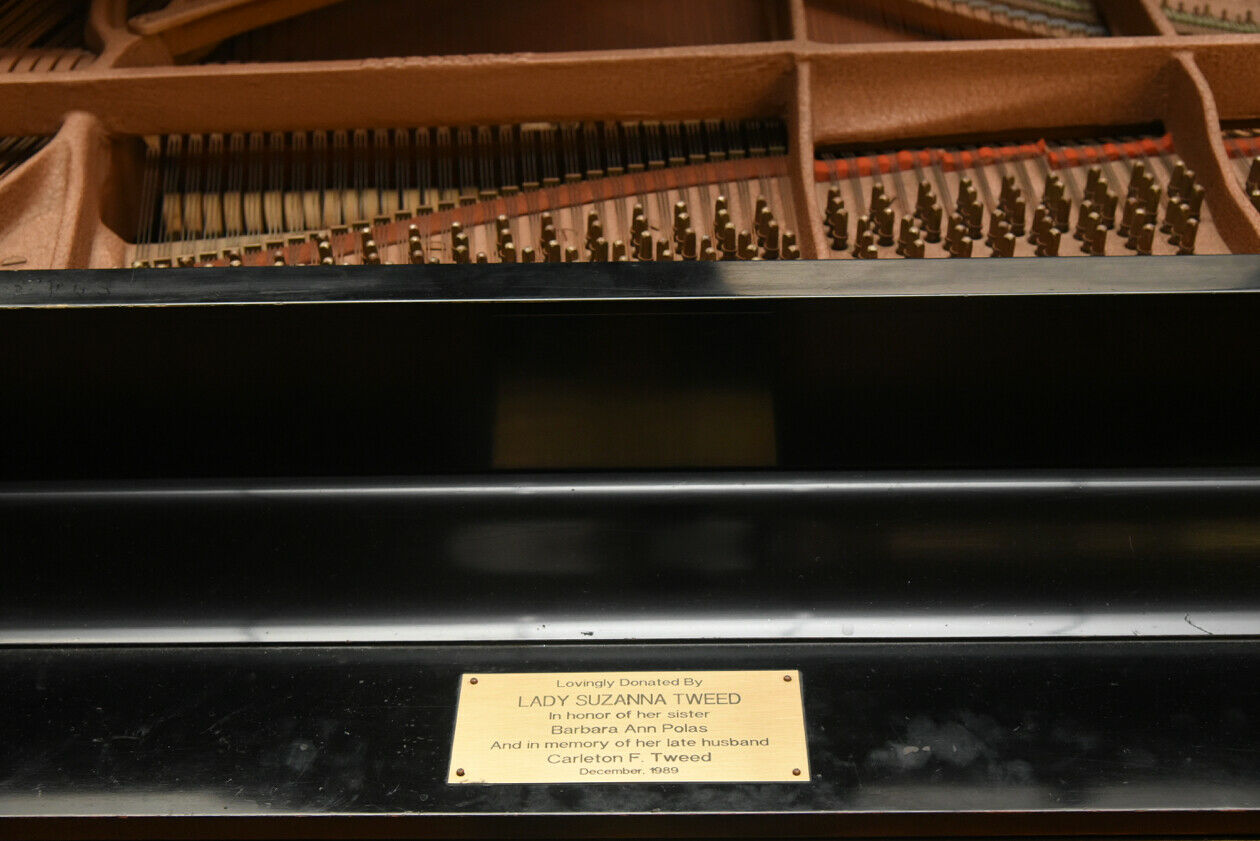 Lovingly Donated By
LADY SUZANNA TWEED
In honor of her sister
Barbara Ann Polas
And in memory of her late husband
Carleton F. Tweed
December, 1989